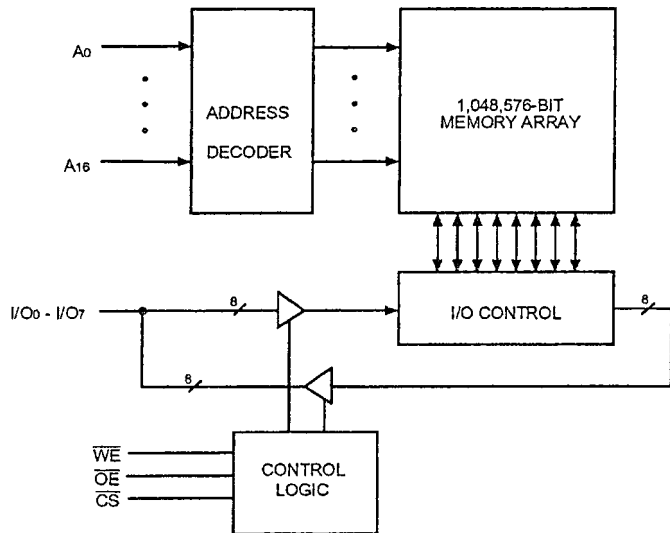 A0
A16
ADDRESS
DECODER
1,048,576-BIT
MEMORY ARRAY
I/O0 - I/O7
8
I/O CONTROL
8
8
WE
OE
CS
CONTROL
LOGIC